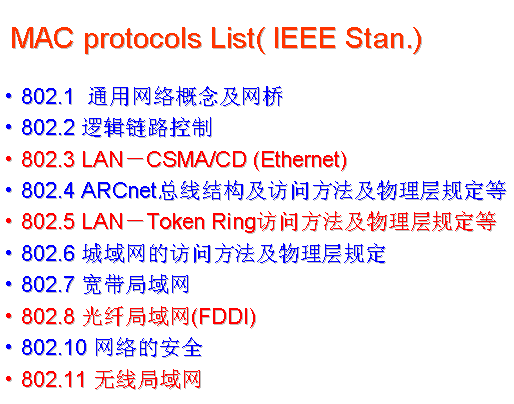 MAC protocols List( IEEE Stan.)
• 802.1 通用网络概念及网桥
• 802.2 逻辑链路控制
• 802.3 LAN－CSMA/CD (Ethernet)
• 802.4 ARCnet总线结构及访问方法及物理层规定等
• 802.5 LAN－Token Ring访问方法及物理层规定等
• 802.6 城域网的访问方法及物理层规定
• 802.7 宽带局域网
• 802.8 光纤局域网(FDDI)
• 802.10 网络的安全
• 802.11 无线局域网